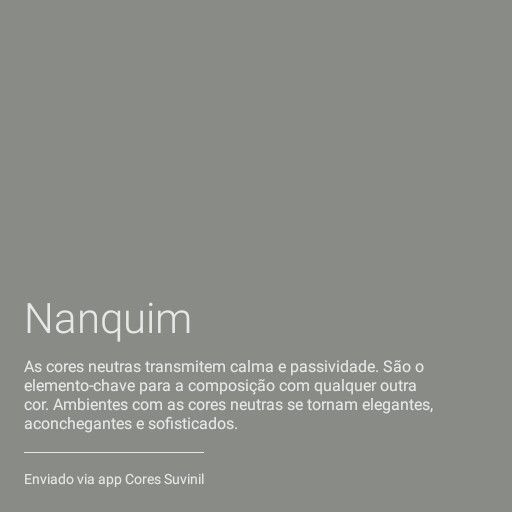 Nanquim
As cores neutras transmitem calma e passividade. São o
elemento-chave para a composição com qualquer outra
cor. Ambientes com as cores neutras se tornam elegantes,
aconchegantes e sofisticados.
Enviado via app Cores Suvinil